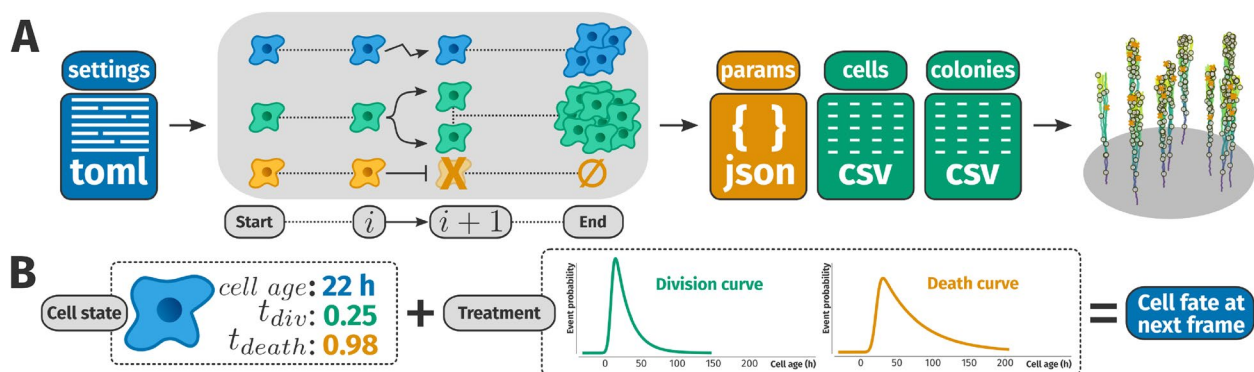 A
settings
toml
Start
i
i + 1
End
X
∅
params
{ }
json
cells
csv
colonies
csv
B
Cell state
cell age: 22 h
t_div: 0.25
t_death: 0.98
+
Treatment
Event probability
Division curve
0 50 100 150 200 Cell age (h)
Event probability
Death curve
0 50 100 150 200 Cell age (h)
=
Cell fate at
next frame